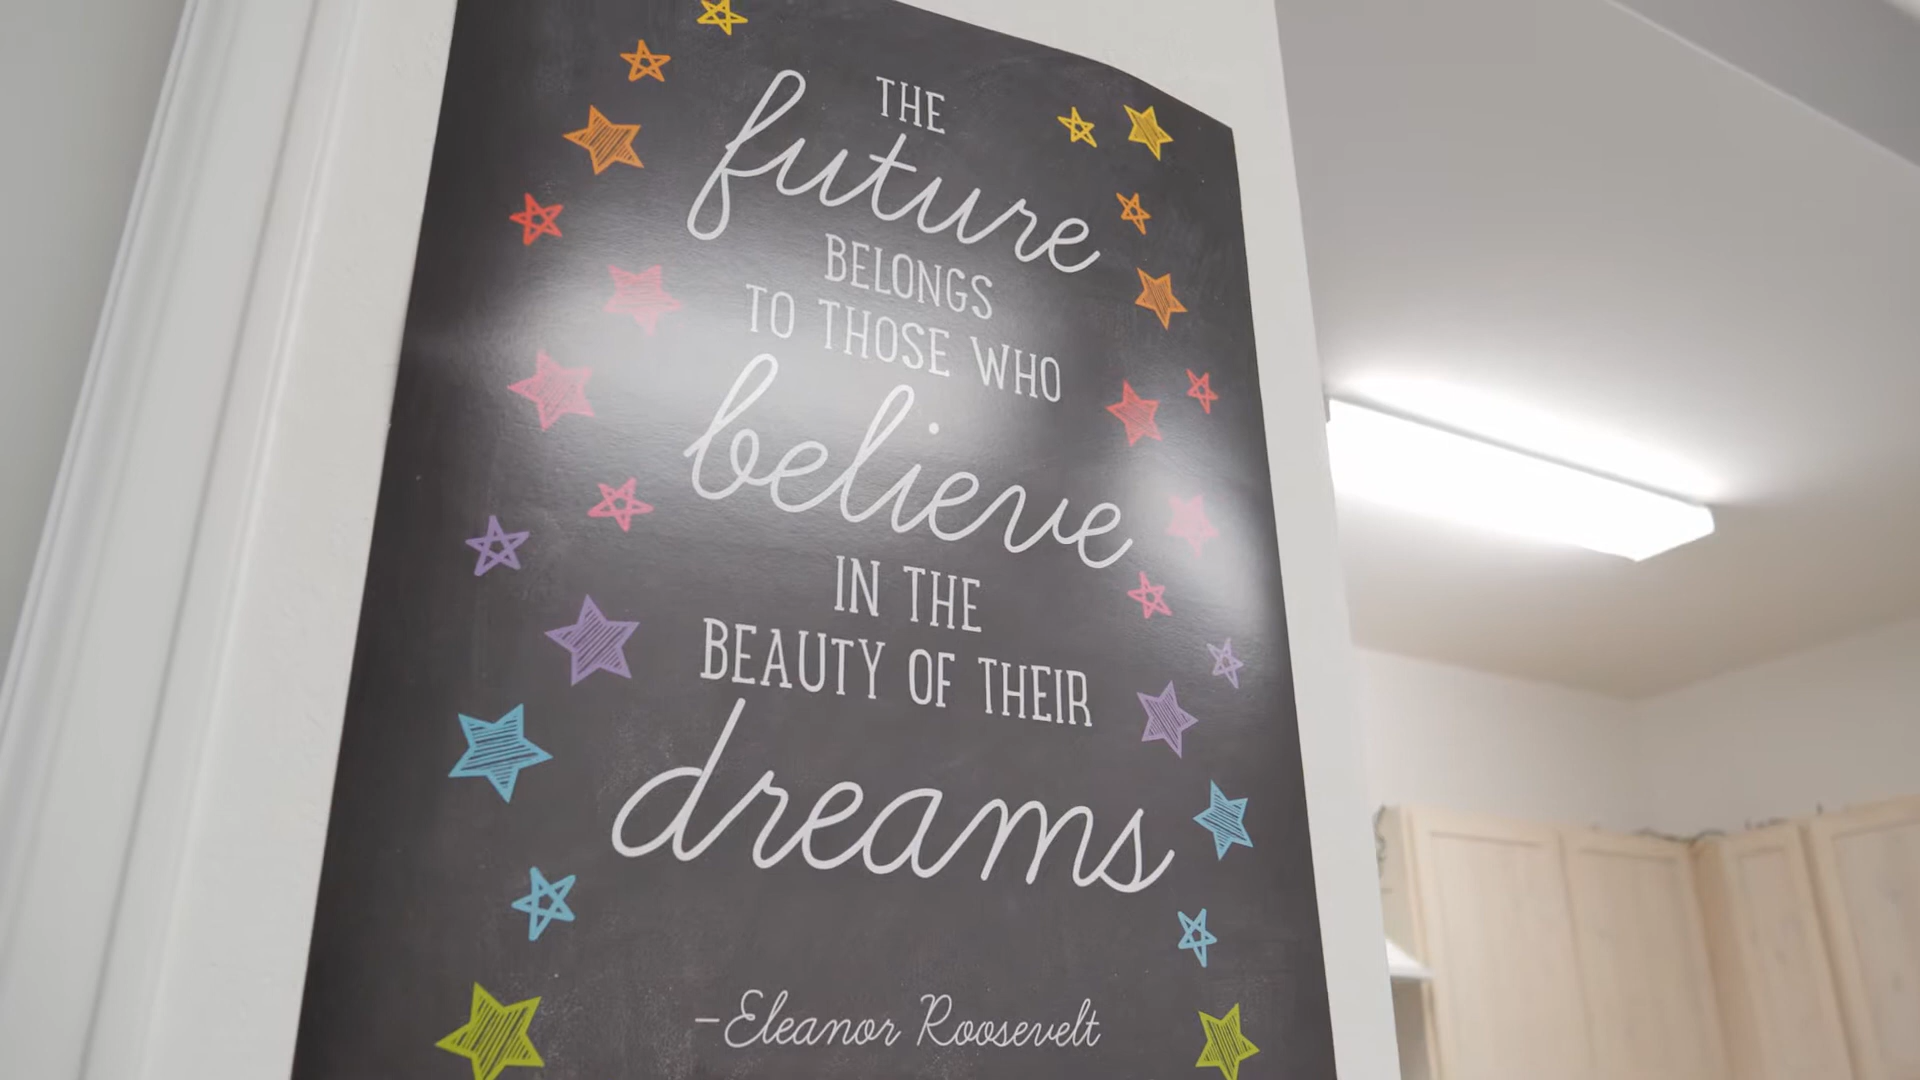 THE
future
BELONGS
TO THOSE WHO
believe
IN THE
BEAUTY OF THEIR
dreams
–Eleanor Roosevelt